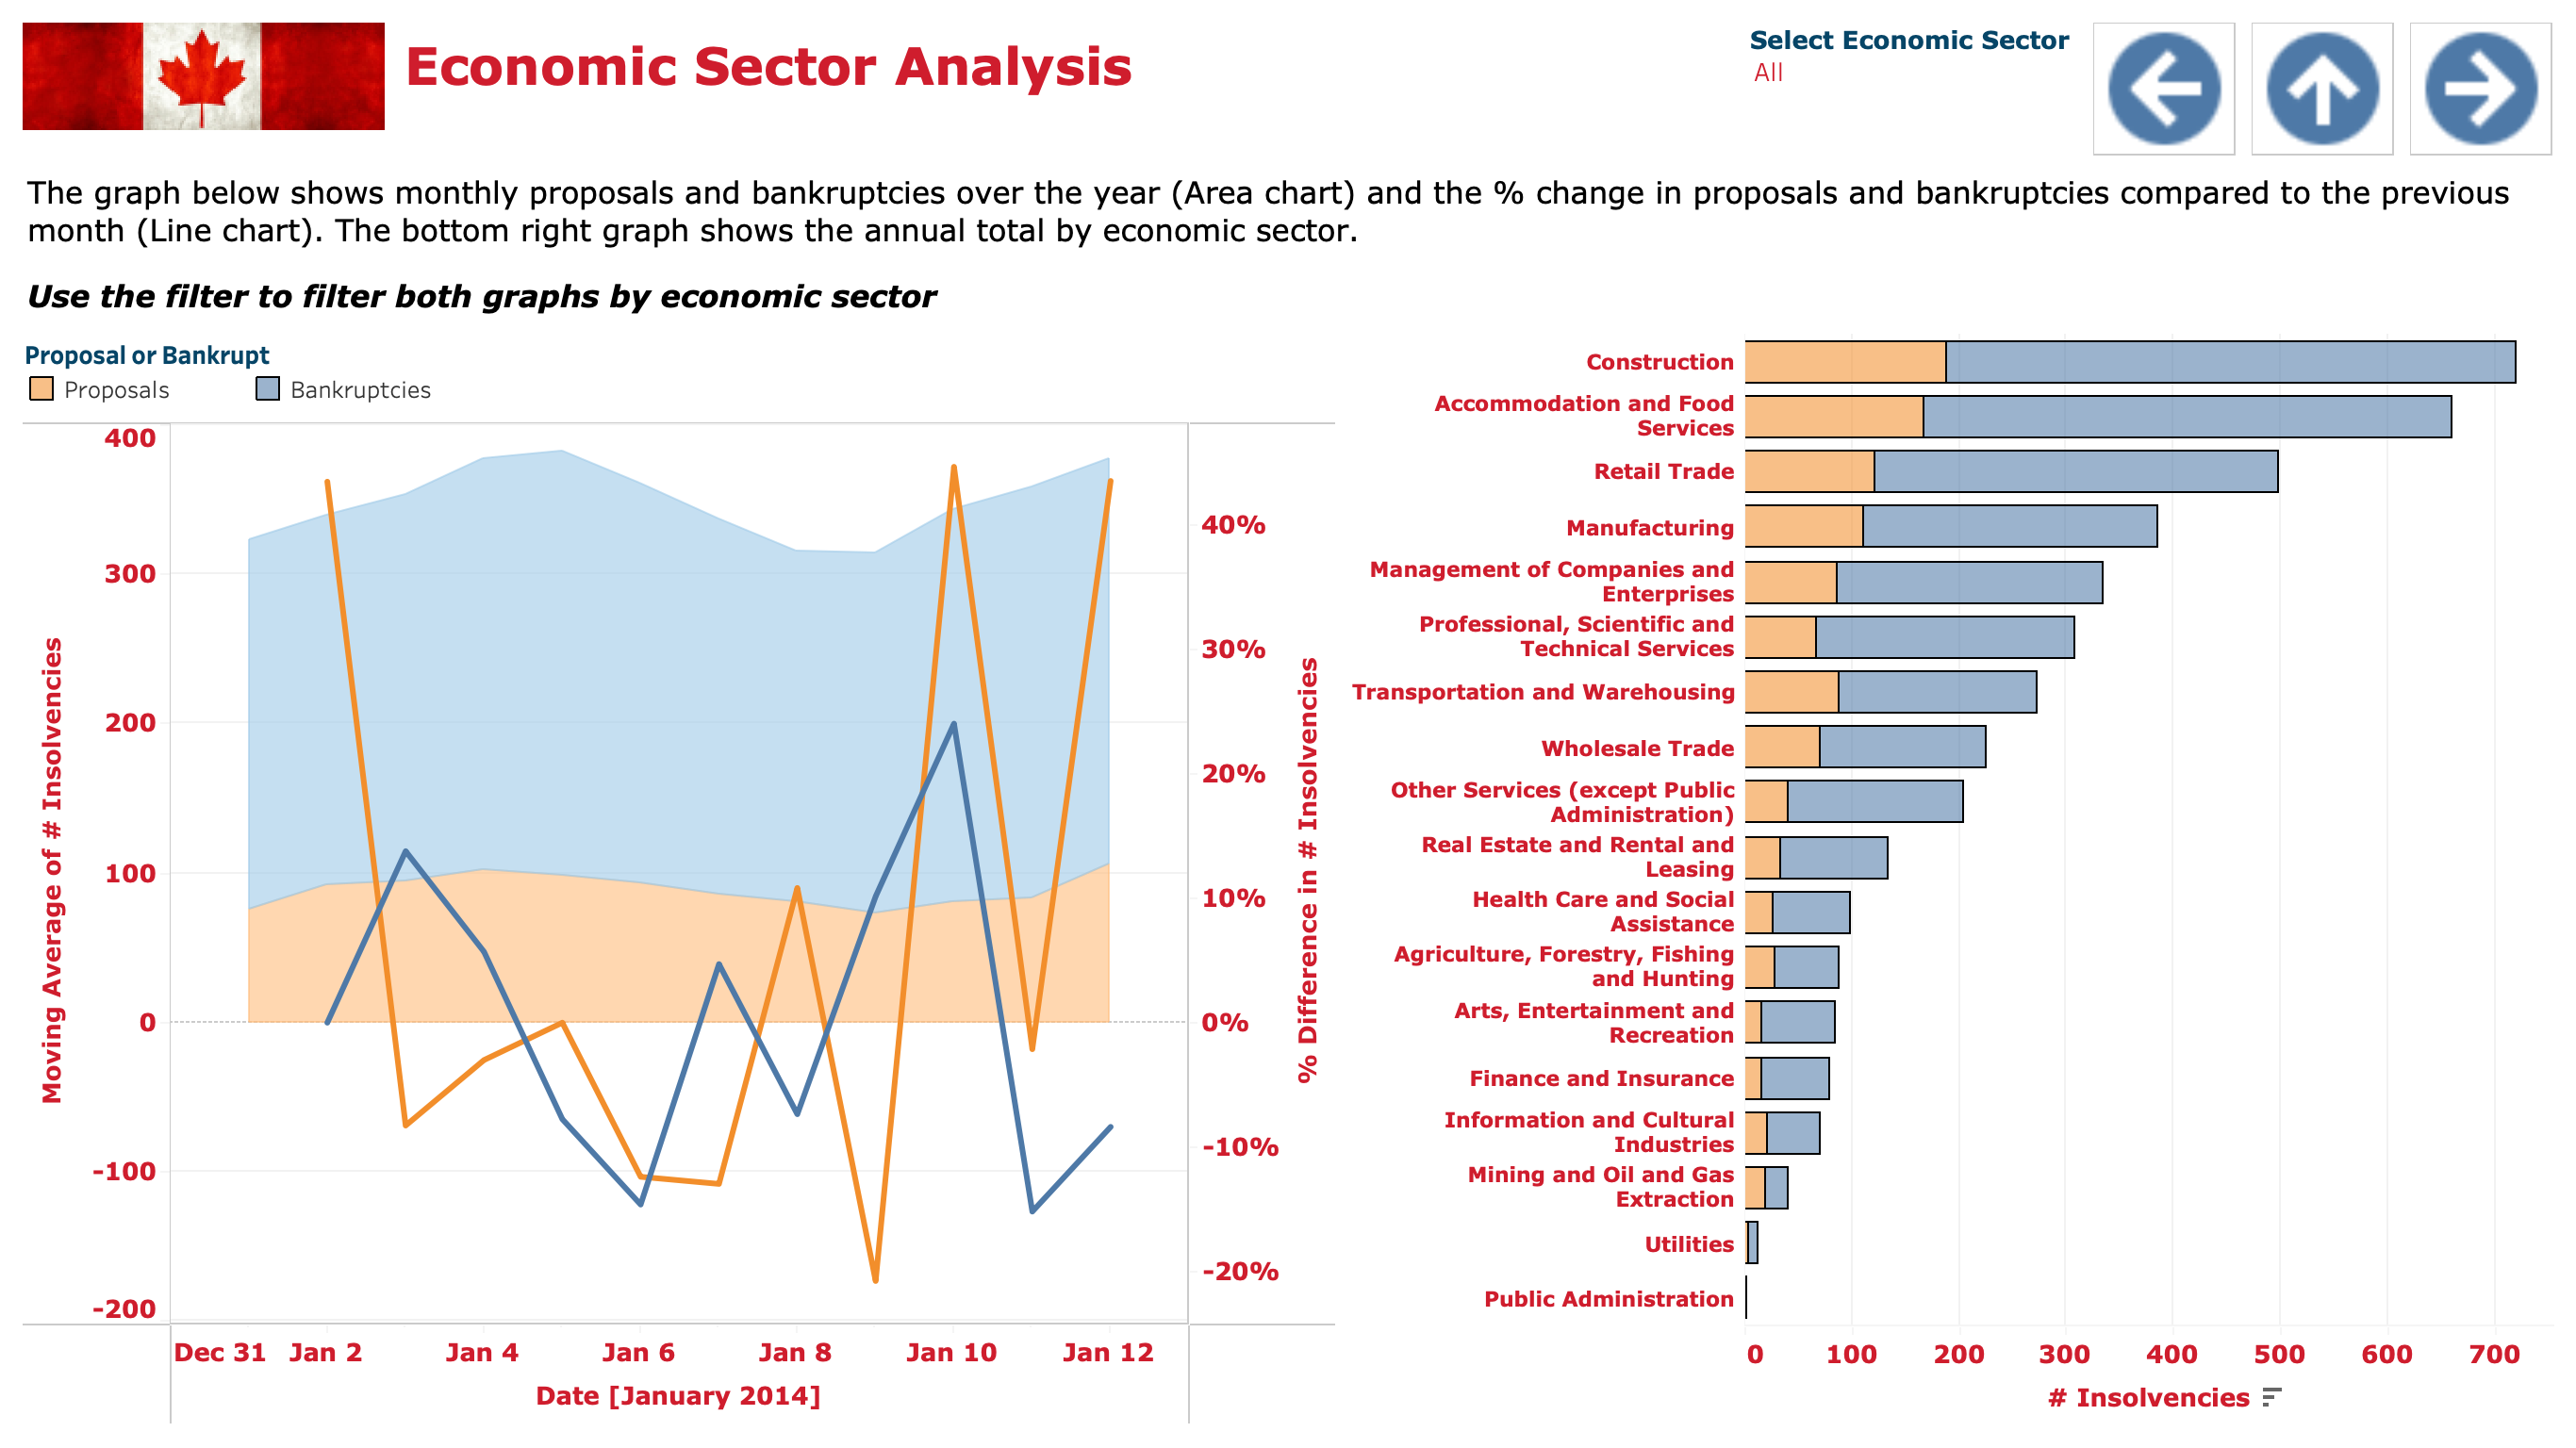 Economic Sector Analysis
Select Economic Sector
All
The graph below shows monthly proposals and bankruptcies over the year (Area chart) and the % change in proposals and bankruptcies compared to the previous
month (Line chart). The bottom right graph shows the annual total by economic sector.
Use the filter to filter both graphs by economic sector
Proposal or Bankrupt
Proposals
Bankruptcies
400
300
200
100
0
-100
-200
Moving Average of # Insolvencies
40%
30%
20%
10%
0%
-10%
-20%
% Difference in # Insolvencies
Dec 31
Jan 2
Jan 4
Jan 6
Jan 8
Jan 10
Jan 12
Date [January 2014]
Construction
Accommodation and Food
Services
Retail Trade
Manufacturing
Management of Companies and
Enterprises
Professional, Scientific and
Technical Services
Transportation and Warehousing
Wholesale Trade
Other Services (except Public
Administration)
Real Estate and Rental and
Leasing
Health Care and Social
Assistance
Agriculture, Forestry, Fishing
and Hunting
Arts, Entertainment and
Recreation
Finance and Insurance
Information and Cultural
Industries
Mining and Oil and Gas
Extraction
Utilities
Public Administration
0
100
200
300
400
500
600
700
# Insolvencies